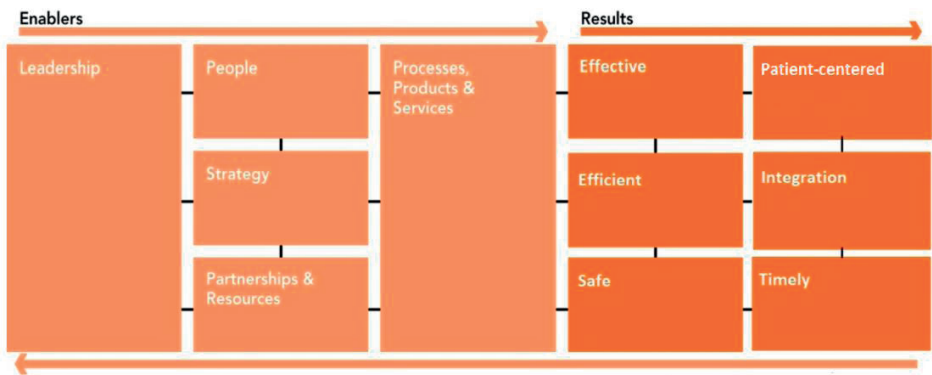 Enablers
Results
Leadership
People
Processes,
Products &
Services
Effective
Patient-centered
Strategy
Efficient
Integration
Partnerships &
Resources
Safe
Timely